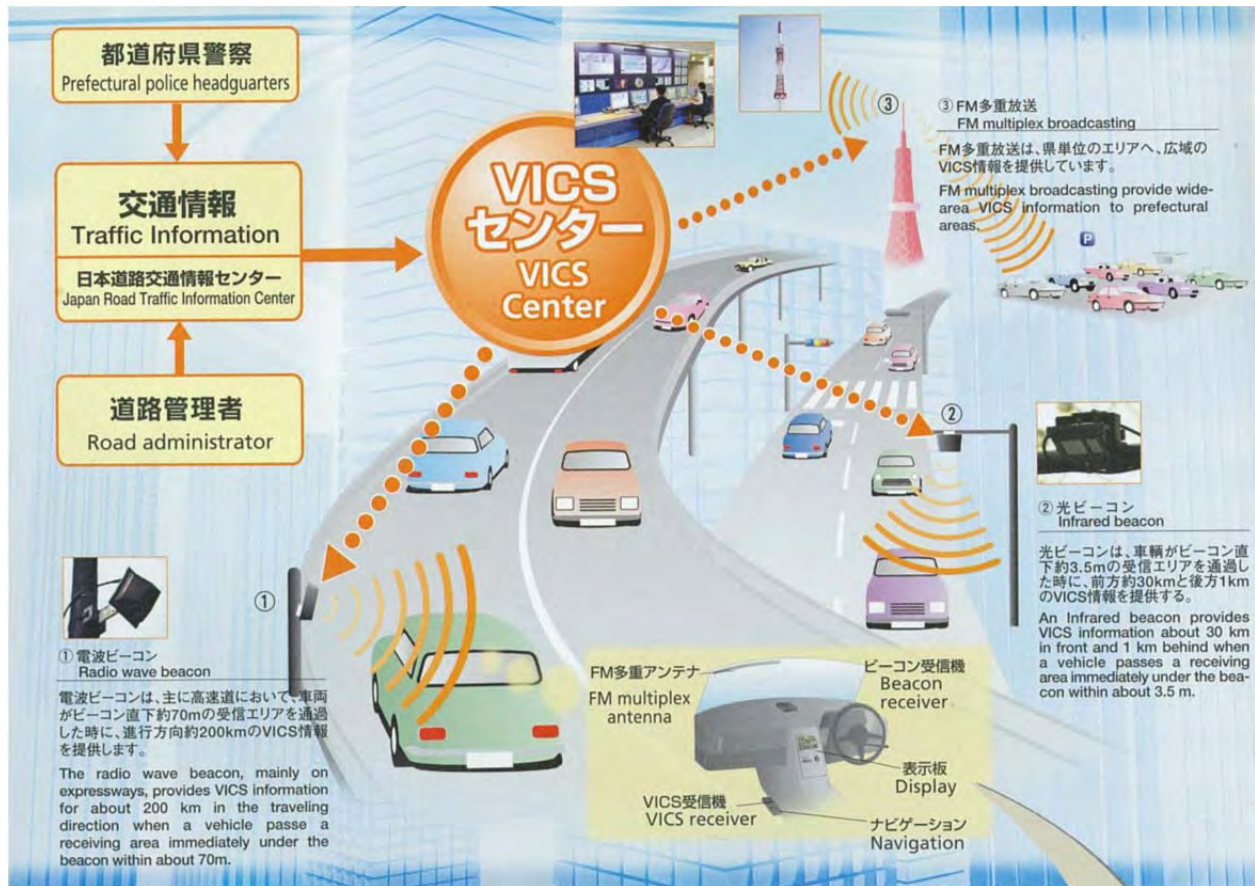 都道府県警察
Prefectural police headquarters
交通情報
Traffic Information
日本道路交通情報センター
Japan Road Traffic Information Center
道路管理者
Road administrator
VICS
センター
VICS
Center
③
③ FM多重放送
FM multiplex broadcasting
FM多重放送は、県単位のエリアへ、広域の
VICS情報を提供しています。
FM multiplex broadcasting provide wide-
area VICS information to prefectural
areas.
P
②
② 光ビーコン
Infrared beacon
光ビーコンは、車輌がビーコン直
下約3.5mの受信エリアを通過し
た時に、前方約30kmと後方1km
のVICS情報を提供する。
An Infrared beacon provides
VICS information about 30 km
in front and 1 km behind when
a vehicle passes a receiving
area immediately under the bea-
con within about 3.5 m.
①
① 電波ビーコン
Radio wave beacon
電波ビーコンは、主に高速道において、車両
がビーコン直下約70mの受信エリアを通過
した時に、進行方向約200kmのVICS情報
を提供します。
The radio wave beacon, mainly on
expressways, provides VICS information
for about 200 km in the traveling
direction when a vehicle passe a
receiving area immediately under the
beacon within about 70m.
FM多重アンテナ
FM multiplex
antenna
ビーコン受信機
Beacon
receiver
表示板
Display
VICS受信機
VICS receiver
ナビゲーション
Navigation